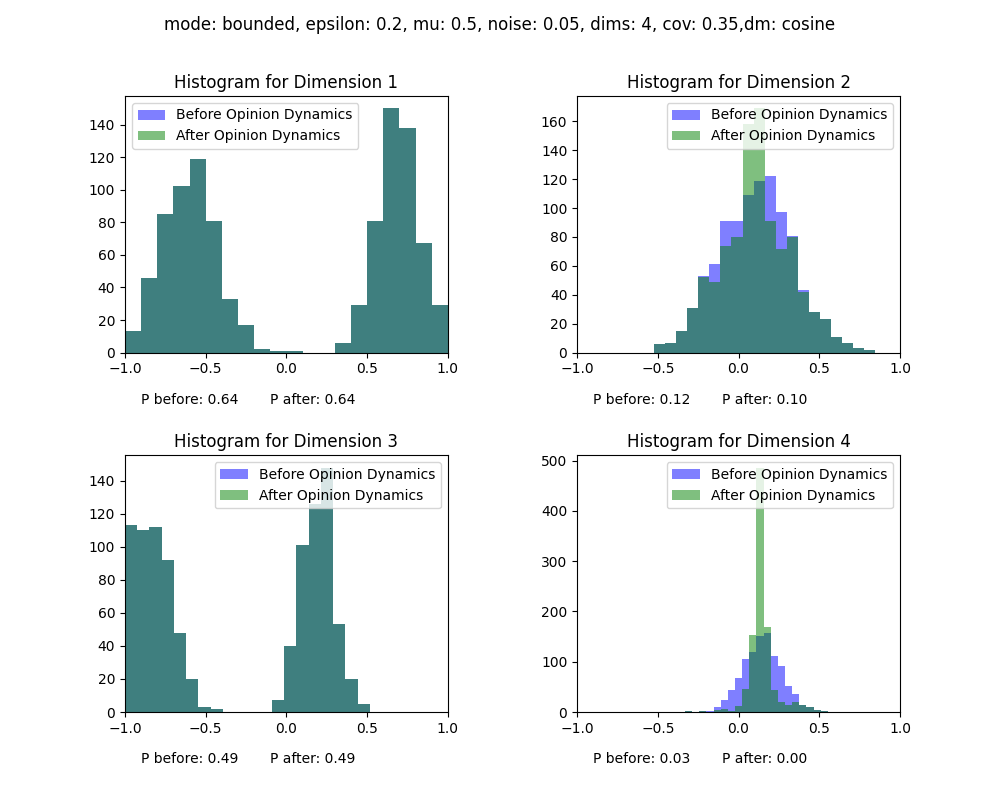 mode: bounded, epsilon: 0.2, mu: 0.5, noise: 0.05, dims: 4, cov: 0.35,dm: cosine
Histogram for Dimension 1
Before Opinion Dynamics
After Opinion Dynamics
140
120
100
80
60
40
20
0
−1.0 −0.5 0.0 0.5 1.0
P before: 0.64 P after: 0.64
Histogram for Dimension 2
Before Opinion Dynamics
After Opinion Dynamics
160
140
120
100
80
60
40
20
0
−1.0 −0.5 0.0 0.5 1.0
P before: 0.12 P after: 0.10
Histogram for Dimension 3
Before Opinion Dynamics
After Opinion Dynamics
140
120
100
80
60
40
20
0
−1.0 −0.5 0.0 0.5 1.0
P before: 0.49 P after: 0.49
Histogram for Dimension 4
Before Opinion Dynamics
After Opinion Dynamics
500
400
300
200
100
0
−1.0 −0.5 0.0 0.5 1.0
P before: 0.03 P after: 0.00